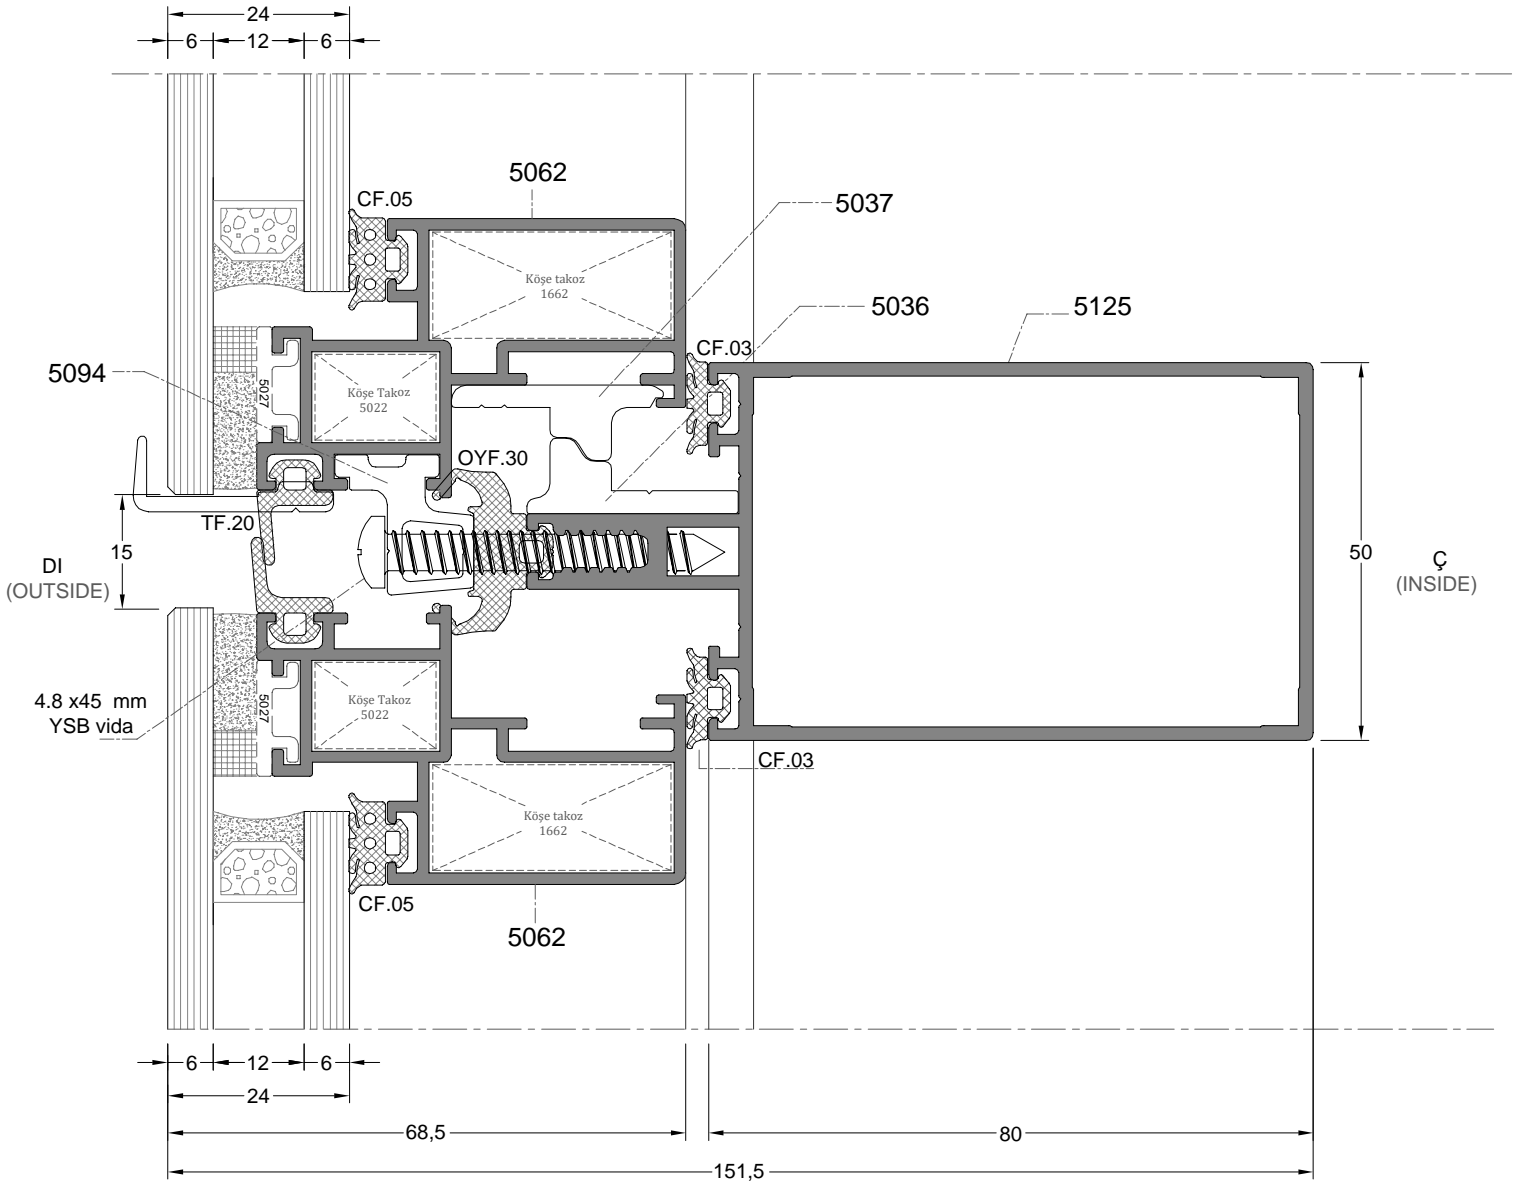 24
6 12 6
5062
CF.05
5037
Köşe takoz
1662
5036
5125
CF.03
5094
Köşe Takoz
5022
5027
OYF.30
TF.20
15
DI
(OUTSIDE)
50
Ç
(INSIDE)
4.8 x45 mm
YSB vida
5027
Köşe Takoz
5022
CF.03
Köşe takoz
1662
CF.05
5062
6 12 6
24
68,5
80
151,5